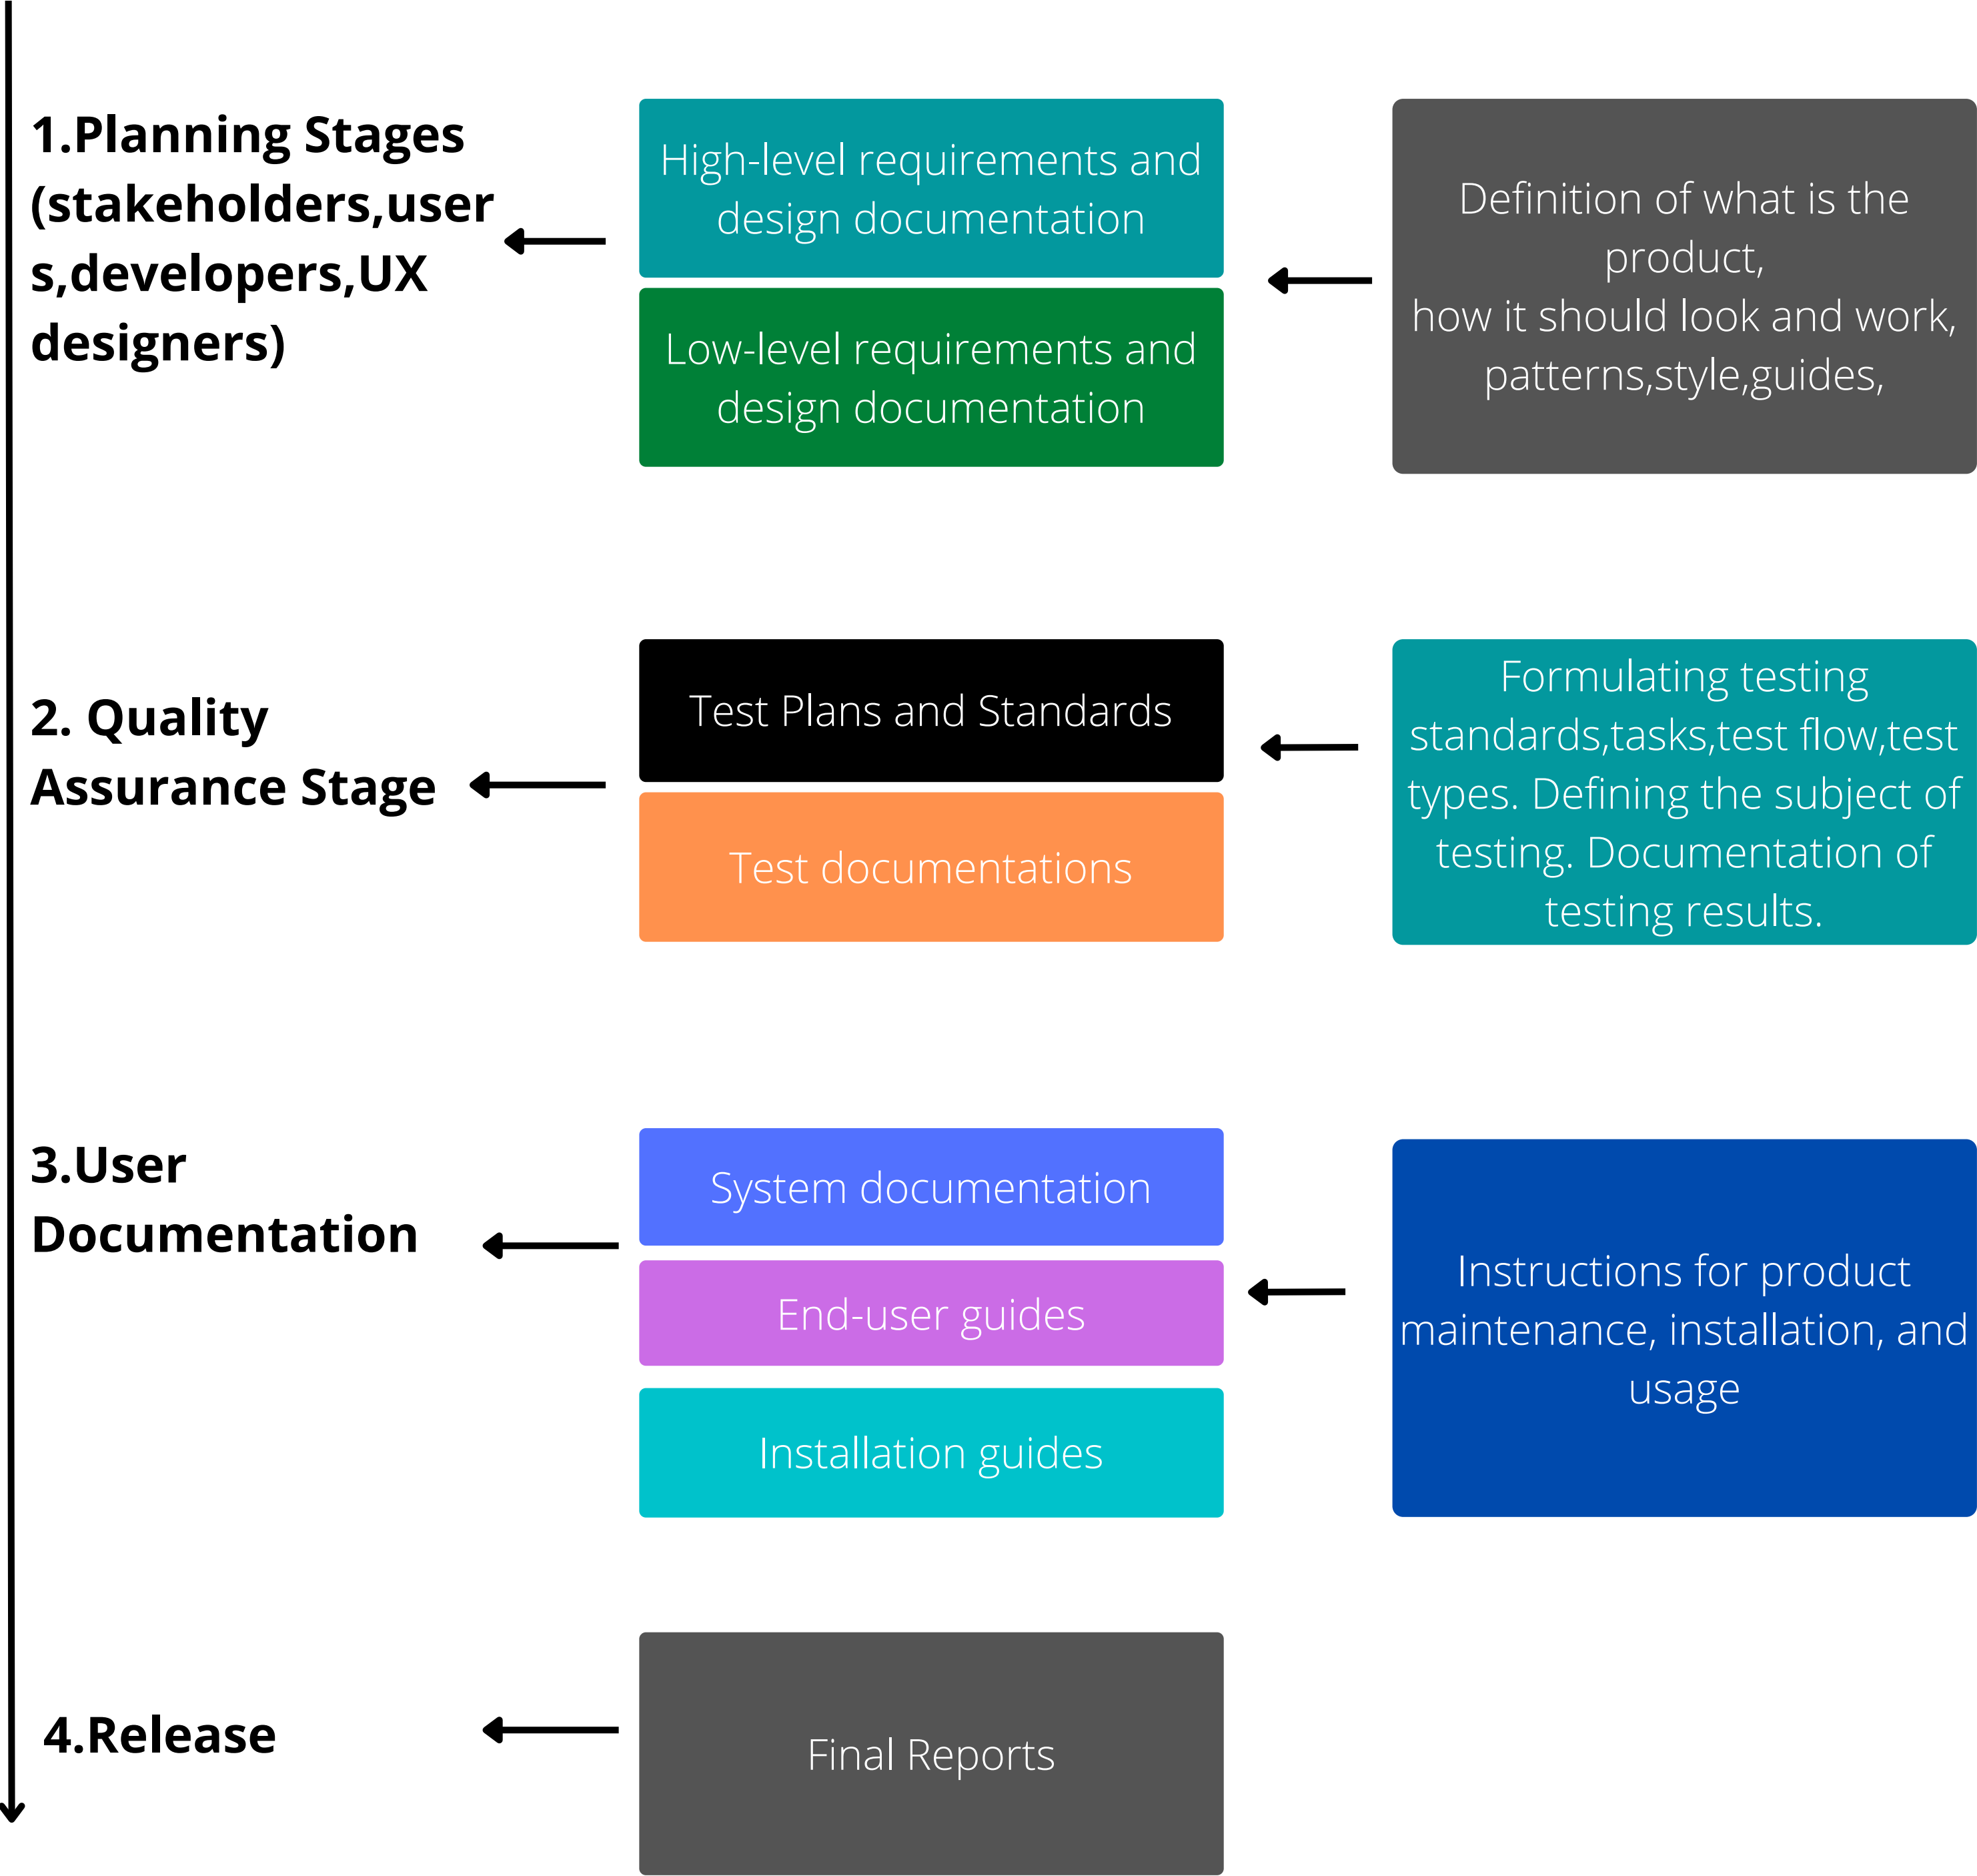 1.Planning Stages
(stakeholders,user
s,developers,UX
designers)
High-level requirements and
design documentation
Low-level requirements and
design documentation
Definition of what is the
product,
how it should look and work,
patterns,style,guides,
2. Quality
Assurance Stage
Test Plans and Standards
Test documentations
Formulating testing
standards,tasks,test flow,test
types. Defining the subject of
testing. Documentation of
testing results.
3.User
Documentation
System documentation
End-user guides
Installation guides
Instructions for product
maintenance, installation, and
usage
4.Release
Final Reports